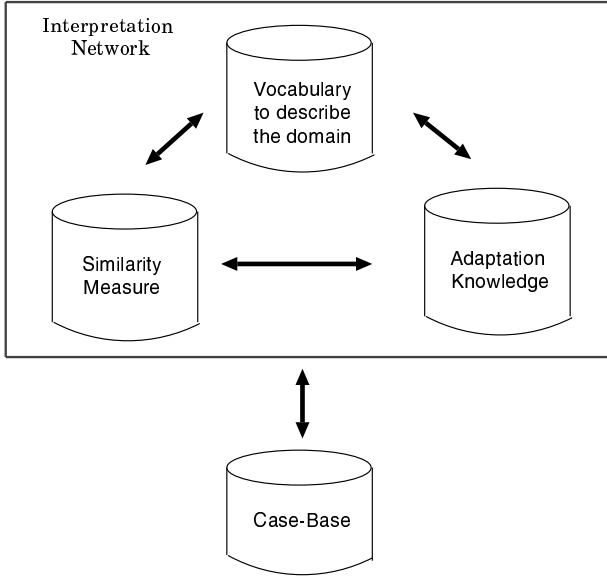 Interpretation
Network
Vocabulary
to describe
the domain
Similarity
Measure
Adaptation
Knowledge
Case-Base